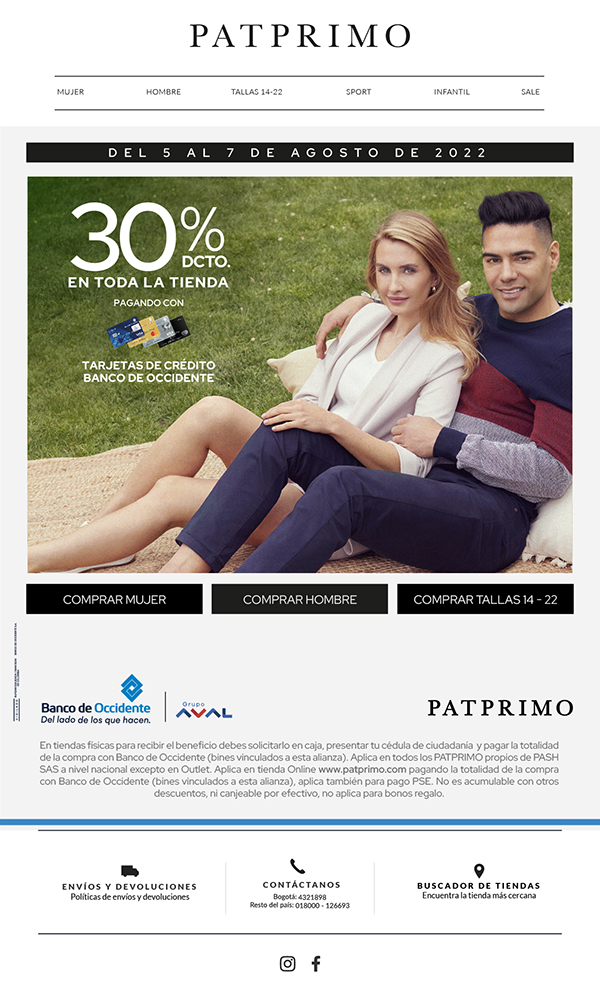 PATPRIMO
MUJER HOMBRE TALLAS 14-22 SPORT INFANTIL SALE
DEL 5 AL 7 DE AGOSTO DE 2022
30%
DCTO.
EN TODA LA TIENDA
PAGANDO CON
TARJETAS DE CRÉDITO
BANCO DE OCCIDENTE
COMPRAR MUJER COMPRAR HOMBRE COMPRAR TALLAS 14 - 22
Banco de Occidente
Del lado de los que hacen.
Grupo
AVAL
PATPRIMO
En tiendas físicas para recibir el beneficio debes solicitarlo en caja, presentar tu cédula de ciudadanía y pagar la totalidad
de la compra con Banco de Occidente (bines vinculados a esta alianza). Aplica en todos los PATPRIMO propios de PASH
SAS a nivel nacional excepto en Outlet. Aplica en tienda Online www.patprimo.com pagando la totalidad de la compra
con Banco de Occidente (bines vinculados a esta alianza), aplica también para pago PSE. No es acumulable con otros
descuentos, ni canjeable por efectivo, no aplica para bonos regalo.
ENVÍOS Y DEVOLUCIONES
Políticas de envíos y devoluciones
CONTÁCTANOS
Bogotá: 4321898
Resto del país: 018000 - 126693
BUSCADOR DE TIENDAS
Encuentra la tienda más cercana